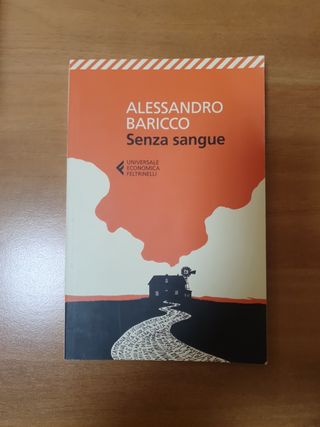 ALESSANDRO
BARICCO
Senza sangue
UNIVERSALE
ECONOMICA
FELTRINELLI